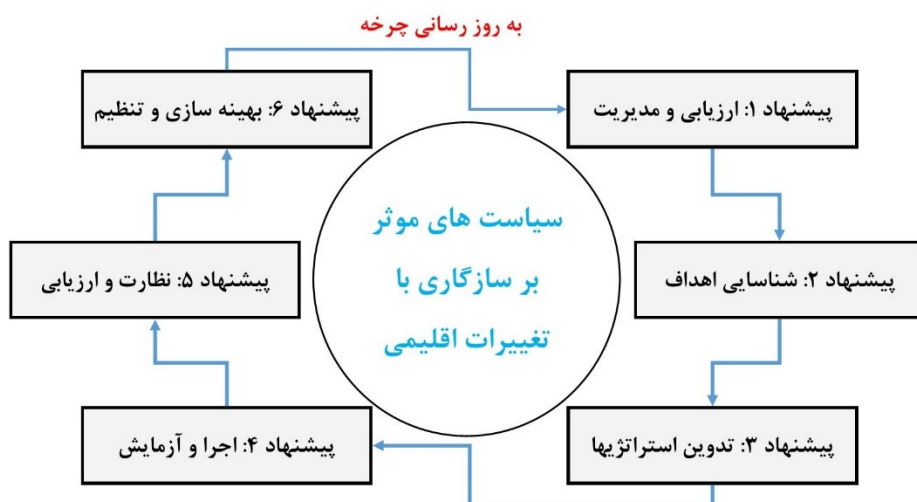 به روز رسانی چرخه
پیشنهاد ۱: ارزیابی و مدیریت
پیشنهاد ۲: شناسایی اهداف
پیشنهاد ۳: تدوین استراتژیها
پیشنهاد ۴: اجرا و آزمایش
پیشنهاد ۵: نظارت و ارزیابی
پیشنهاد ۶: بهینه سازی و تنظیم
سیاست های موثر
بر سازگاری با
تغییرات اقلیمی